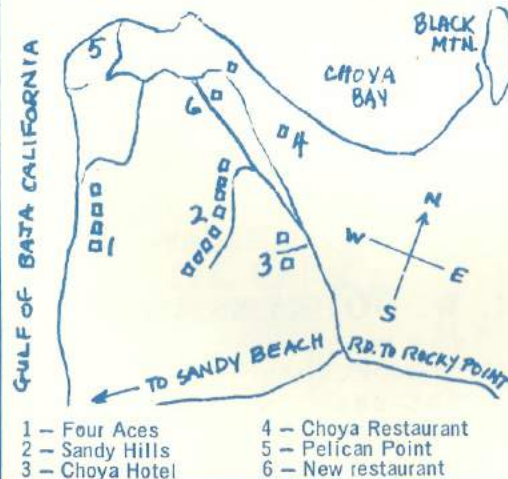 BLACK
MTN.
CHOYA
BAY
5
6
4
GULF OF BAJA CALIFORNIA
2
1
3
N
W
E
S
TO SANDY BEACH
RD. TO ROCKY POINT
1 – Four Aces
2 – Sandy Hills
3 – Choya Hotel
4 – Choya Restaurant
5 – Pelican Point
6 – New restaurant